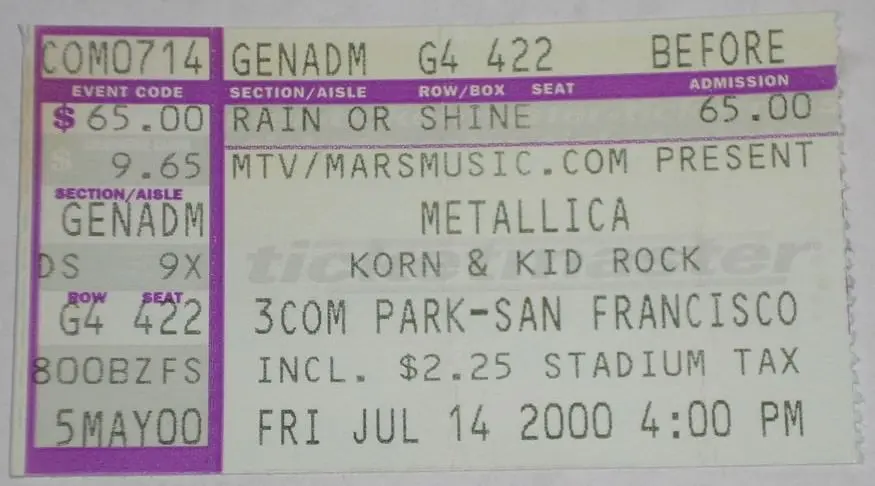 COM0714 GENADM G4 422 BEFORE
EVENT CODE SECTION/AISLE ROW/BOX SEAT ADMISSION
$ 65.00 RAIN OR SHINE 65.00
9.65 MTV/MARSMUSIC.COM PRESENT
SECTION/AISLE
GENADM METALLICA
DS 9X KORN & KID ROCK
ticketmaster
ROW SEAT
G4 422 3COM PARK-SAN FRANCISCO
800BZFS INCL. $2.25 STADIUM TAX
5MAY00 FRI JUL 14 2000 4:00 PM